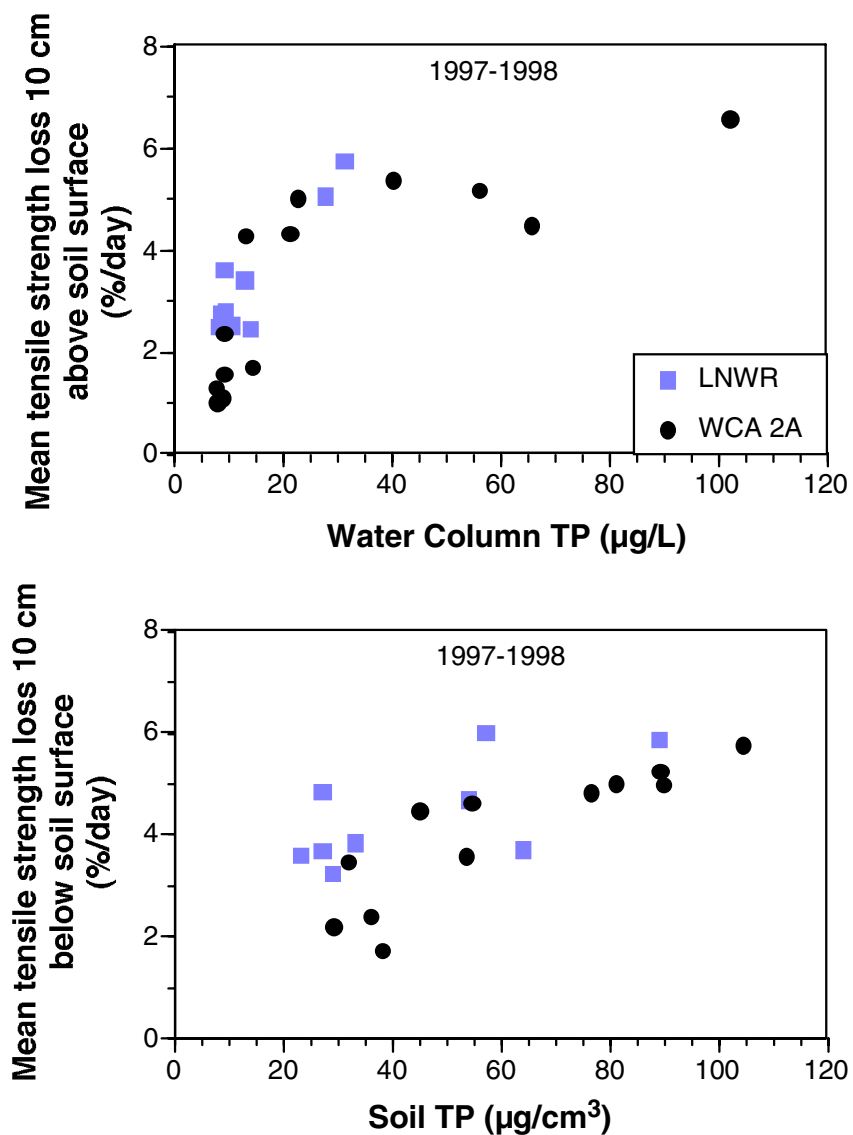 Mean tensile strength loss 10 cm
above soil surface
(%/day)
8
6
4
2
0
1997-1998
LNWR
WCA 2A
0 20 40 60 80 100 120
Water Column TP (µg/L)
Mean tensile strength loss 10 cm
below soil surface
(%/day)
8
6
4
2
0
1997-1998
0 20 40 60 80 100 120
Soil TP (µg/cm³)